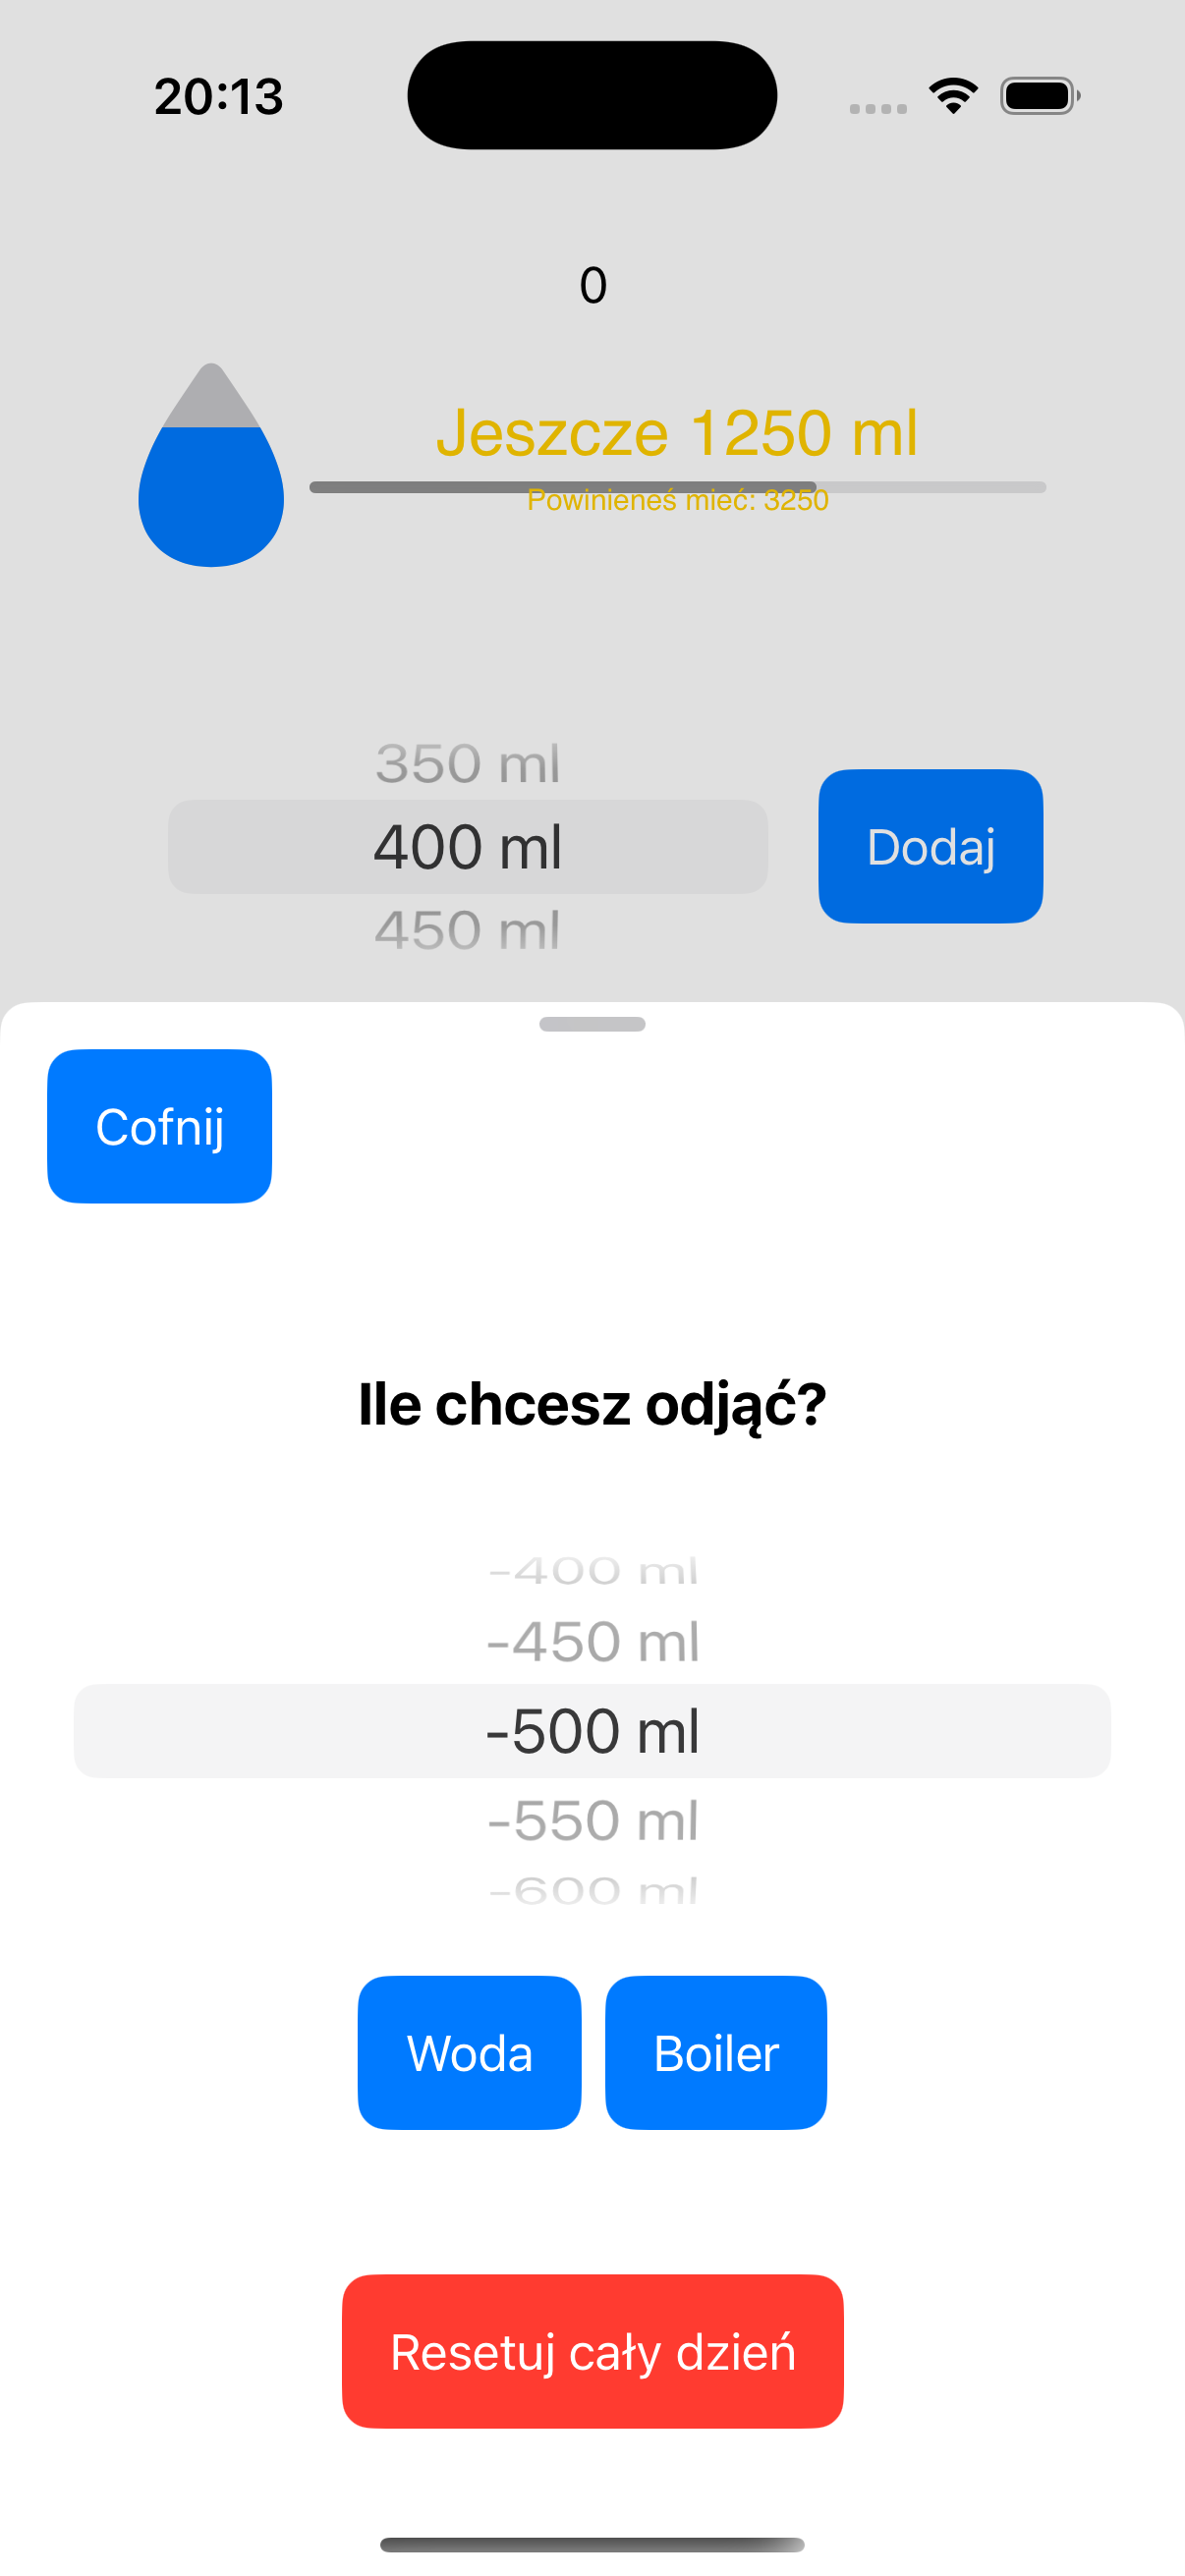 20:13
0
Jeszcze 1250 ml
Powinieneś mieć: 3250
350 ml
400 ml
Dodaj
450 ml
Cofnij
Ile chcesz odjąć?
-400 ml
-450 ml
-500 ml
-550 ml
-600 ml
Woda
Boiler
Resetuj cały dzień